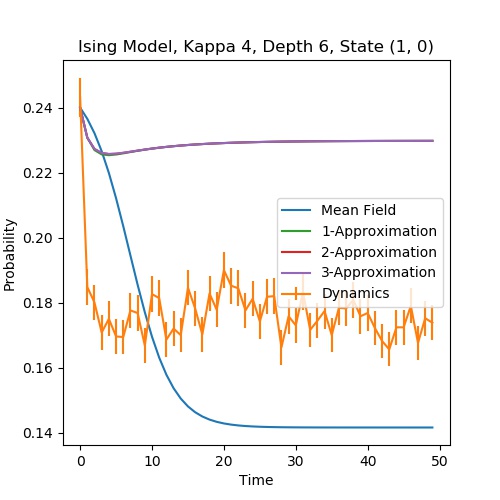 Ising Model, Kappa 4, Depth 6, State (1, 0)
Probability
0.24
0.22
0.20
0.18
0.16
0.14
Mean Field
1-Approximation
2-Approximation
3-Approximation
Dynamics
0 10 20 30 40 50
Time